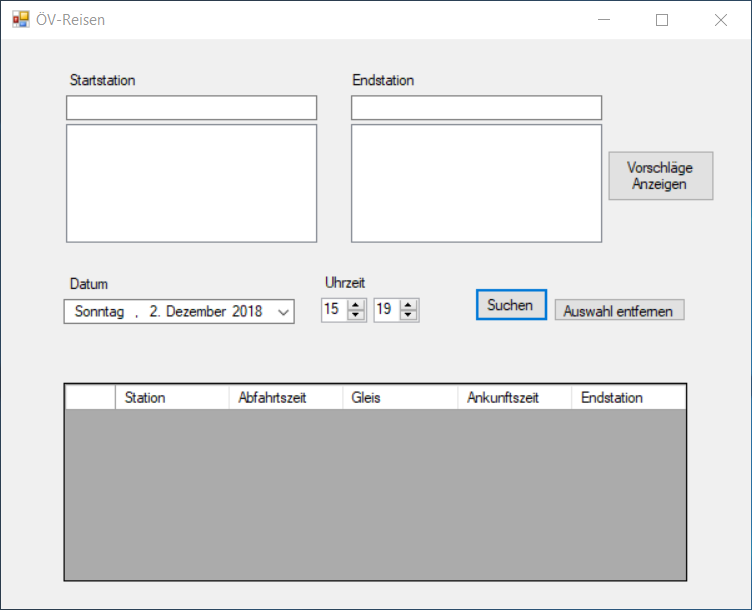 ÖV-Reisen
Startstation
Endstation
Vorschläge
Anzeigen
Datum
Uhrzeit
Sonntag , 2. Dezember 2018
15
19
Suchen
Auswahl entfernen
Station
Abfahrtszeit
Gleis
Ankunftszeit
Endstation